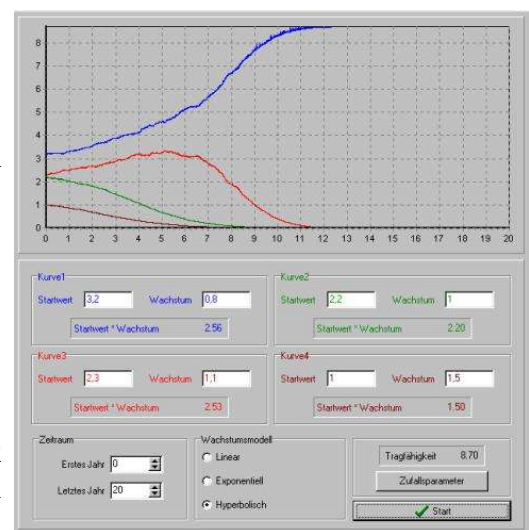 8
7
6
5
4
3
2
1
0
0 1 2 3 4 5 6 7 8 9 10 11 12 13 14 15 16 17 18 19 20
Kurve1
Startwert 3,2 Wachstum 0,8
Startwert * Wachstum 2.56
Kurve2
Startwert 2,2 Wachstum 1
Startwert * Wachstum 2.20
Kurve3
Startwert 2,3 Wachstum 1,1
Startwert * Wachstum 2.53
Kurve4
Startwert 1 Wachstum 1,5
Startwert * Wachstum 1.50
Zeitraum
Erstes Jahr 0
Letztes Jahr 20
Wachstumsmodell
Linear
Exponentiell
Hyperbolisch
Tragfähigkeit 8.70
Zufallsparameter
Start